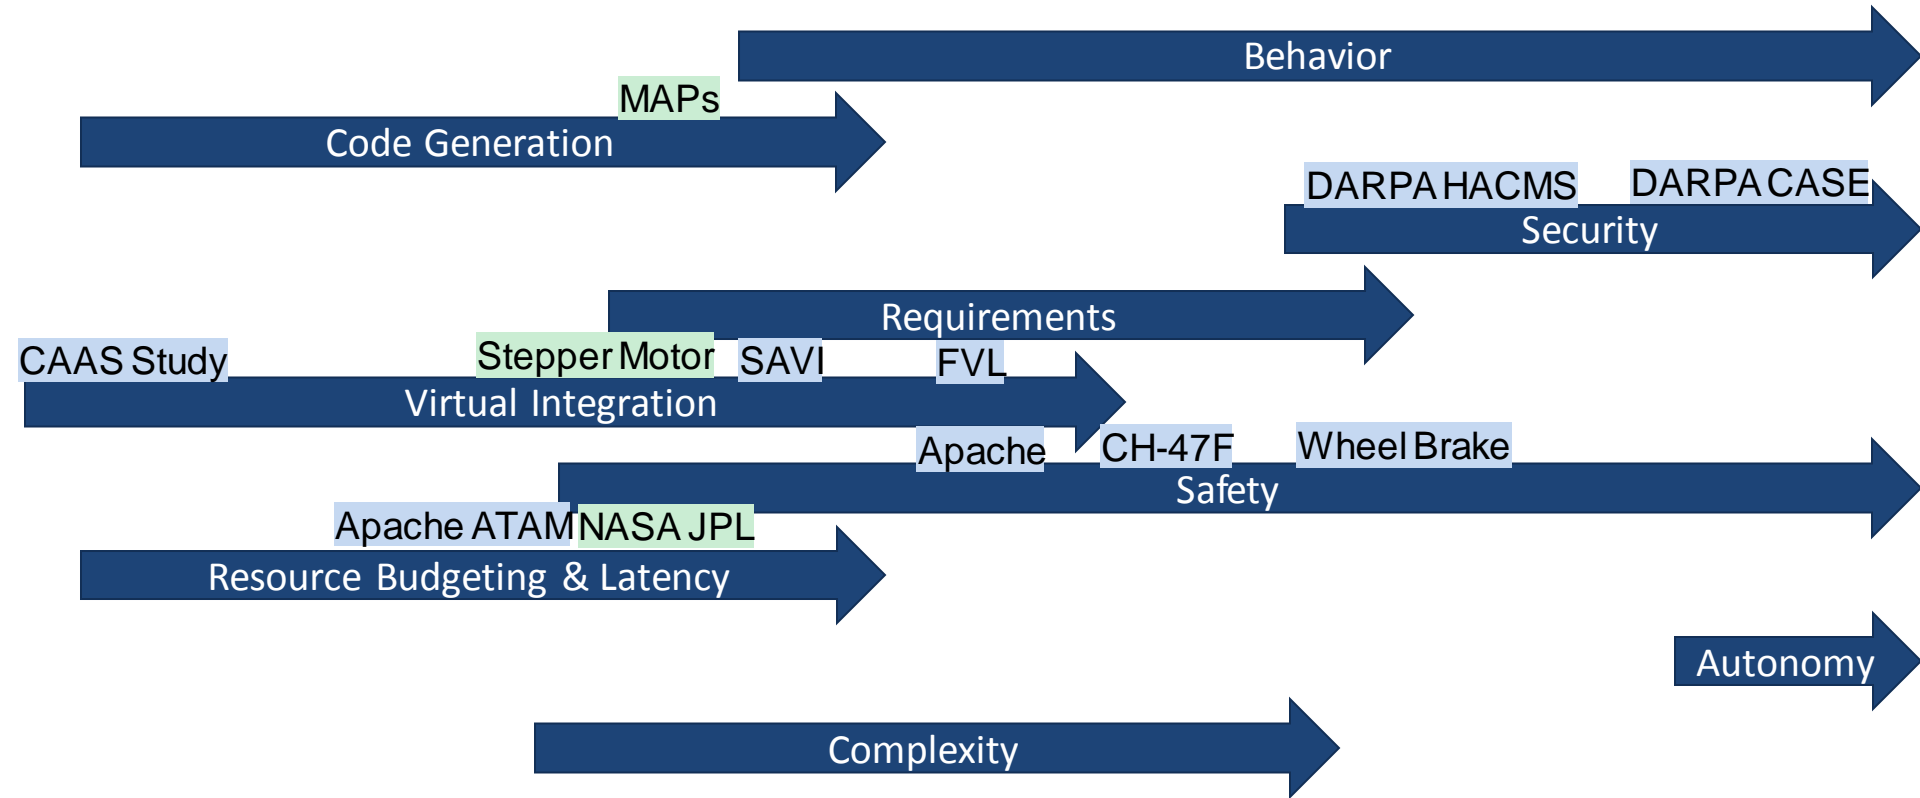 Behavior
MAPs
Code Generation
DARPA HACMS
DARPA CASE
Security
Requirements
CAAS Study
Stepper Motor
SAVI
FVL
Virtual Integration
Apache
CH-47F
Wheel Brake
Safety
Apache ATAM
NASA JPL
Resource Budgeting & Latency
Autonomy
Complexity